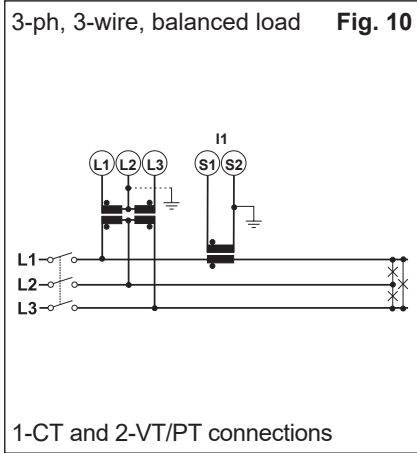 3-ph, 3-wire, balanced load Fig. 10
I1
L1 L2 L3 S1 S2
L1
L2
L3
1-CT and 2-VT/PT connections